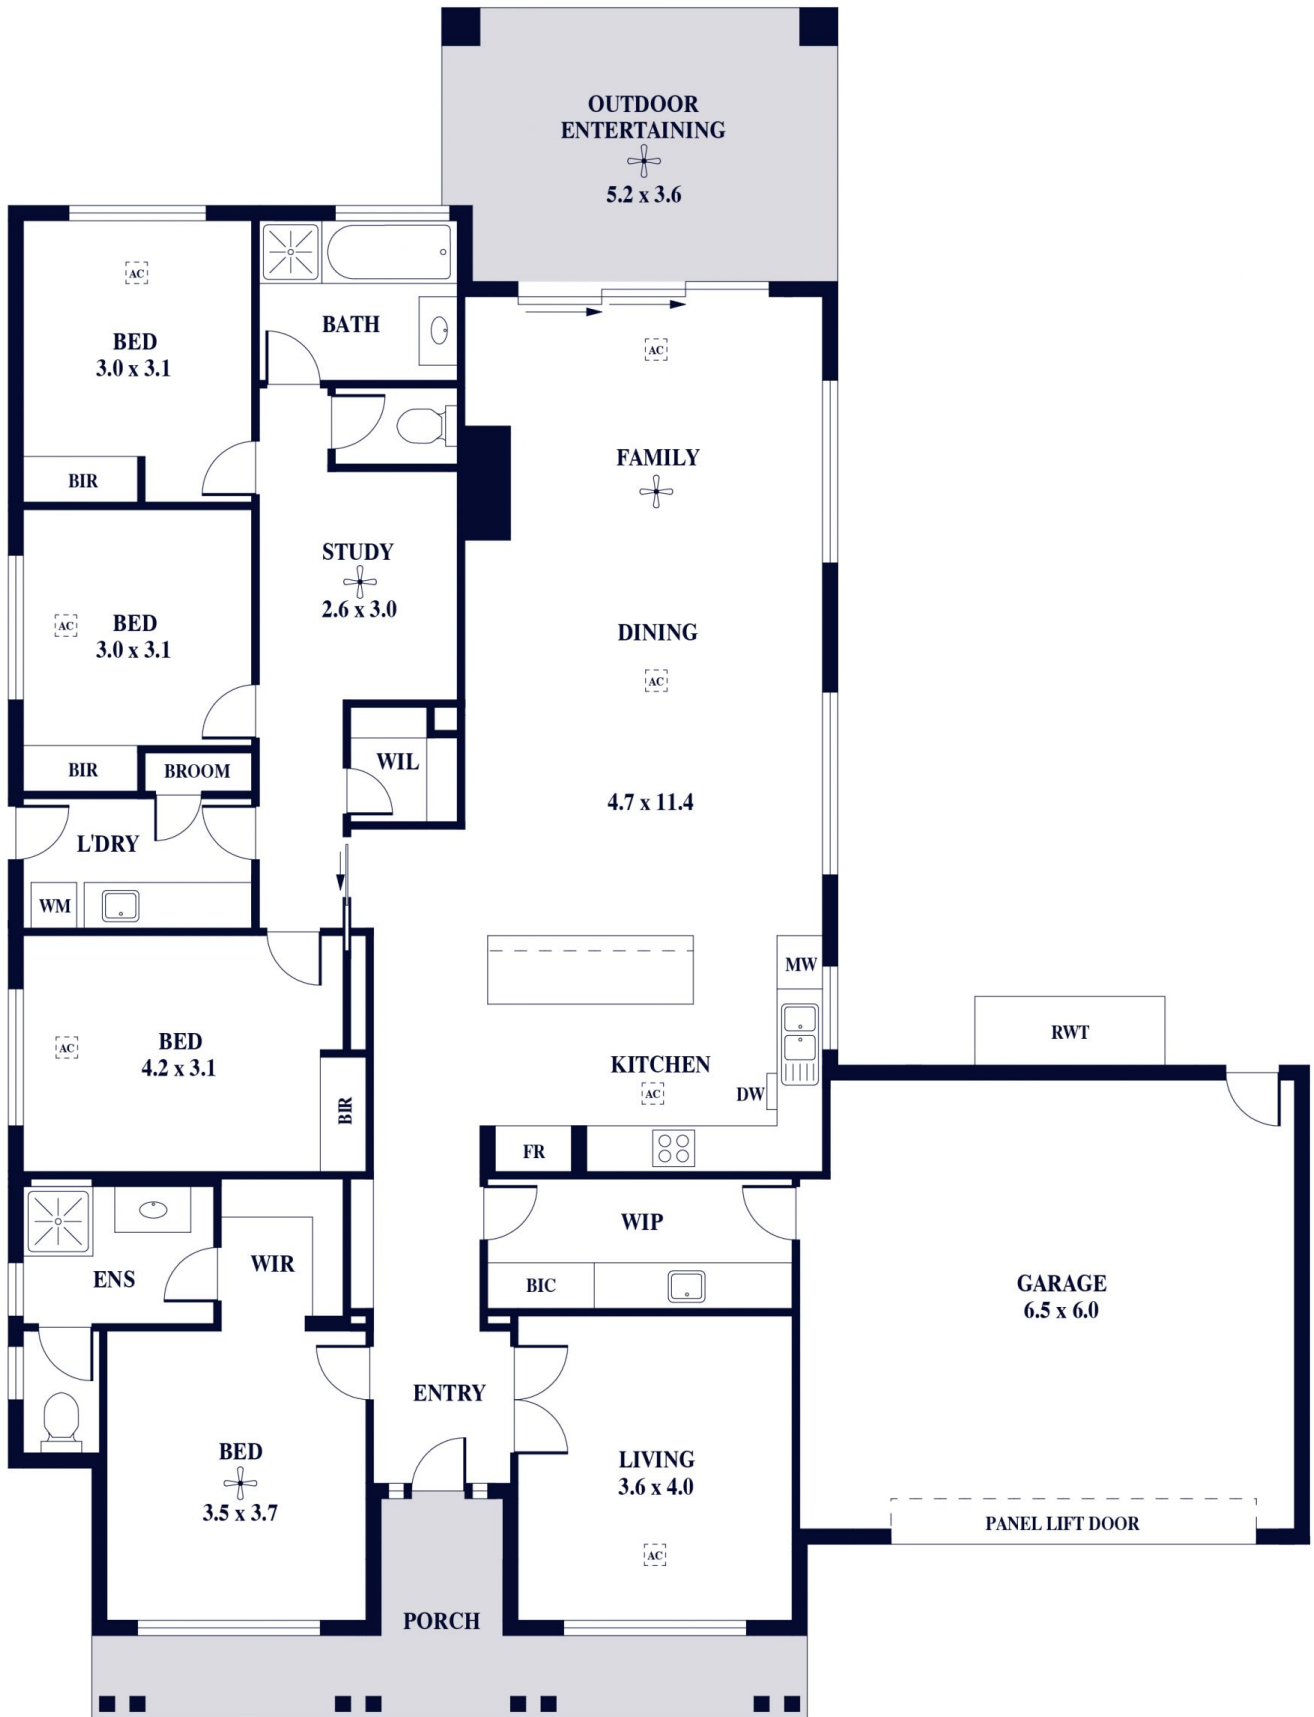 OUTDOOR
ENTERTAINING
5.2 x 3.6
AC
BED
3.0 x 3.1
BIR
BATH
AC
FAMILY
STUDY
2.6 x 3.0
AC
BED
3.0 x 3.1
BIR
BROOM
DINING
AC
4.7 x 11.4
WIL
L'DRY
WM
AC
BED
4.2 x 3.1
BIR
MW
KITCHEN
AC
DW
FR
RWT
WIP
BIC
ENS
WIR
GARAGE
6.5 x 6.0
ENTRY
BED
3.5 x 3.7
LIVING
3.6 x 4.0
AC
PANEL LIFT DOOR
PORCH